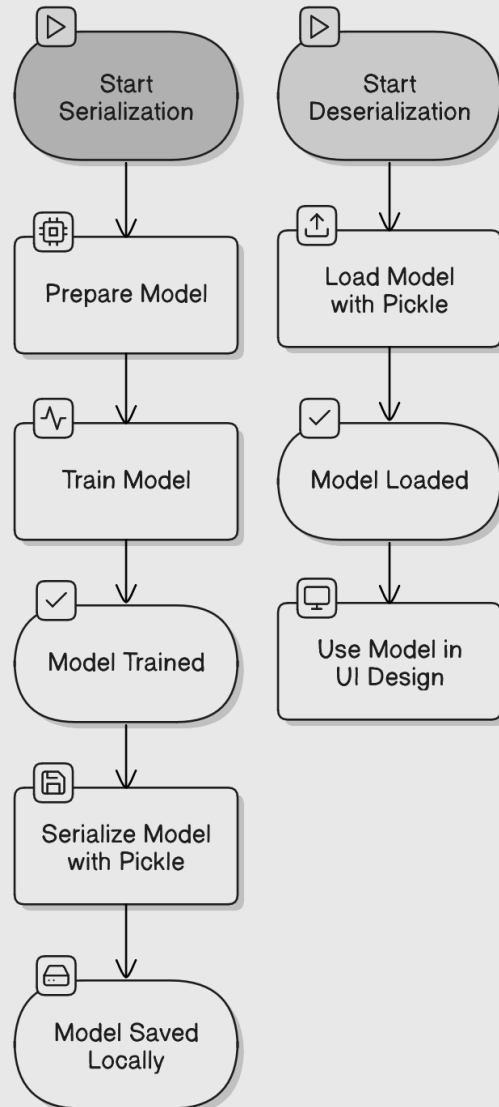 Start
Serialization
Prepare Model
Train Model
Model Trained
Serialize Model
with Pickle
Model Saved
Locally
Start
Deserialization
Load Model
with Pickle
Model Loaded
Use Model in
UI Design